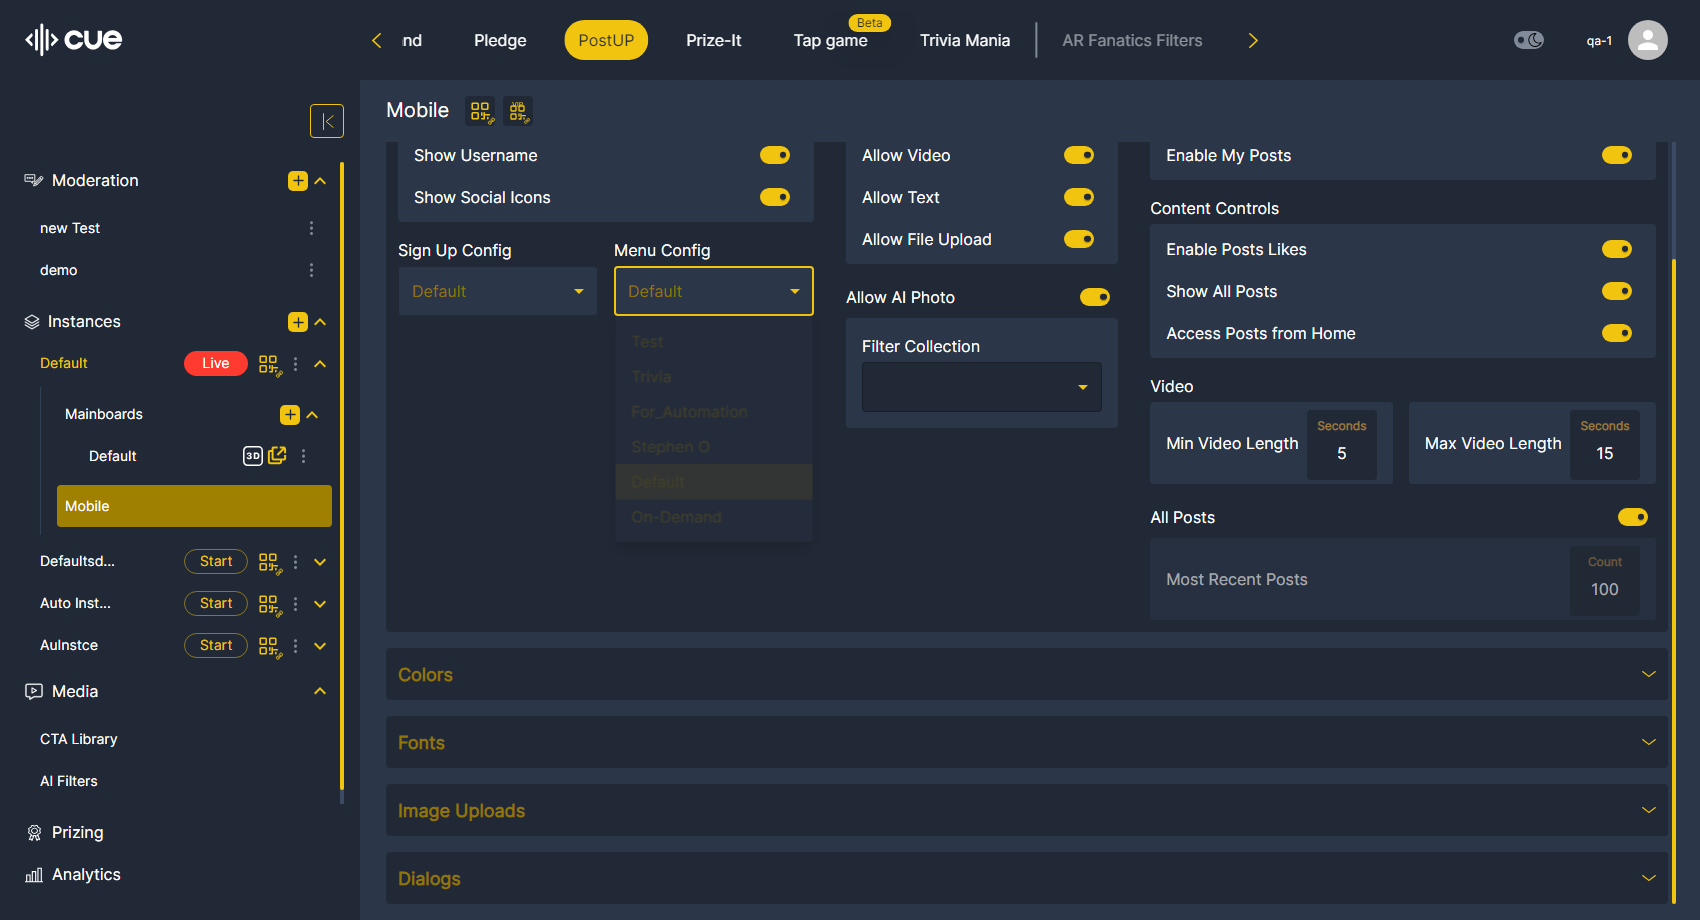 cue
nd
Pledge
PostUP
Prize-It
Tap game
Beta
Trivia Mania
AR Fanatics Filters
qa-1
Moderation
new Test
demo
Instances
Default
Live
Mainboards
Default
3D
Mobile
Defaultsd...
Start
Auto Inst...
Start
AuInstce
Start
Media
CTA Library
AI Filters
Prizing
Analytics
Mobile
VIP
Show Username
Show Social Icons
Sign Up Config
Default
Menu Config
Default
Test
Trivia
For_Automation
Stephen O
Default
On-Demand
Allow Video
Allow Text
Allow File Upload
Allow AI Photo
Filter Collection
Enable My Posts
Content Controls
Enable Posts Likes
Show All Posts
Access Posts from Home
Video
Min Video Length
Seconds
5
Max Video Length
Seconds
15
All Posts
Most Recent Posts
Count
100
Colors
Fonts
Image Uploads
Dialogs